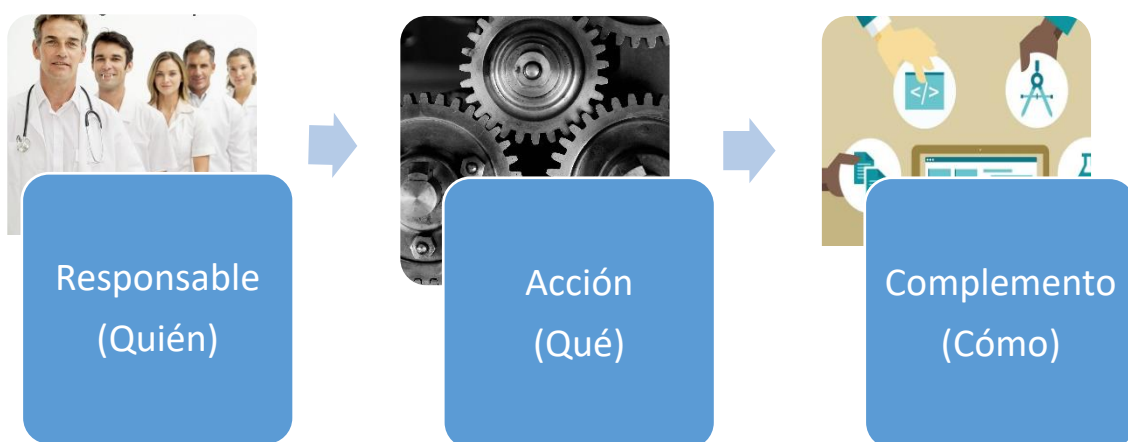 Responsable
(Quién)
Acción
(Qué)
Complemento
(Cómo)
</>